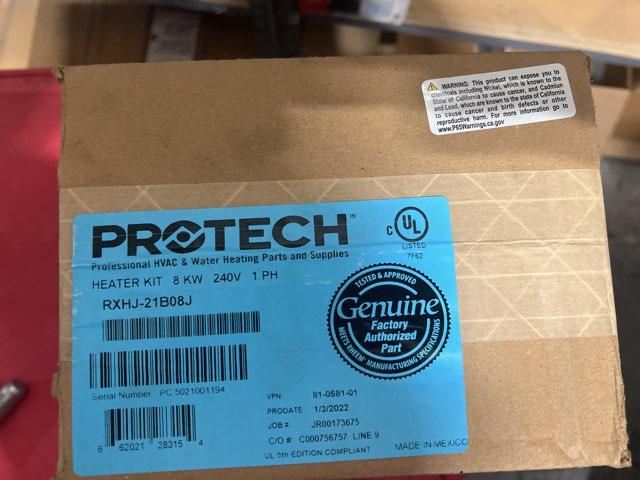 WARNING: This product can expose you to
chemicals including Nickel, which is known to the
State of California to cause cancer, and Cadmiun
and Lead, which are known to the state of California
to cause cancer and birth defects or other
reproductive harm. For more information go to
www.P65Warnings.ca.gov
PROTECH®
Professional HVAC & Water Heating Parts and Supplies
HEATER KIT 8 KW 240V 1 PH
RXHJ-21B08J
C UL
LISTED
7F62
TESTED & APPROVED
Genuine
Factory
Authorized
Part
MEETS RHEEM MANUFACTURING SPECIFICATIONS
Serial Number PC 5021001194
VPN 81-0581-01
PRODATE 1/3/2022
JOB # JR00173675
C/O #: C000756757 LINE 9
UL 5th EDITION COMPLIANT
MADE IN MEXICO
6 62021 28315 4